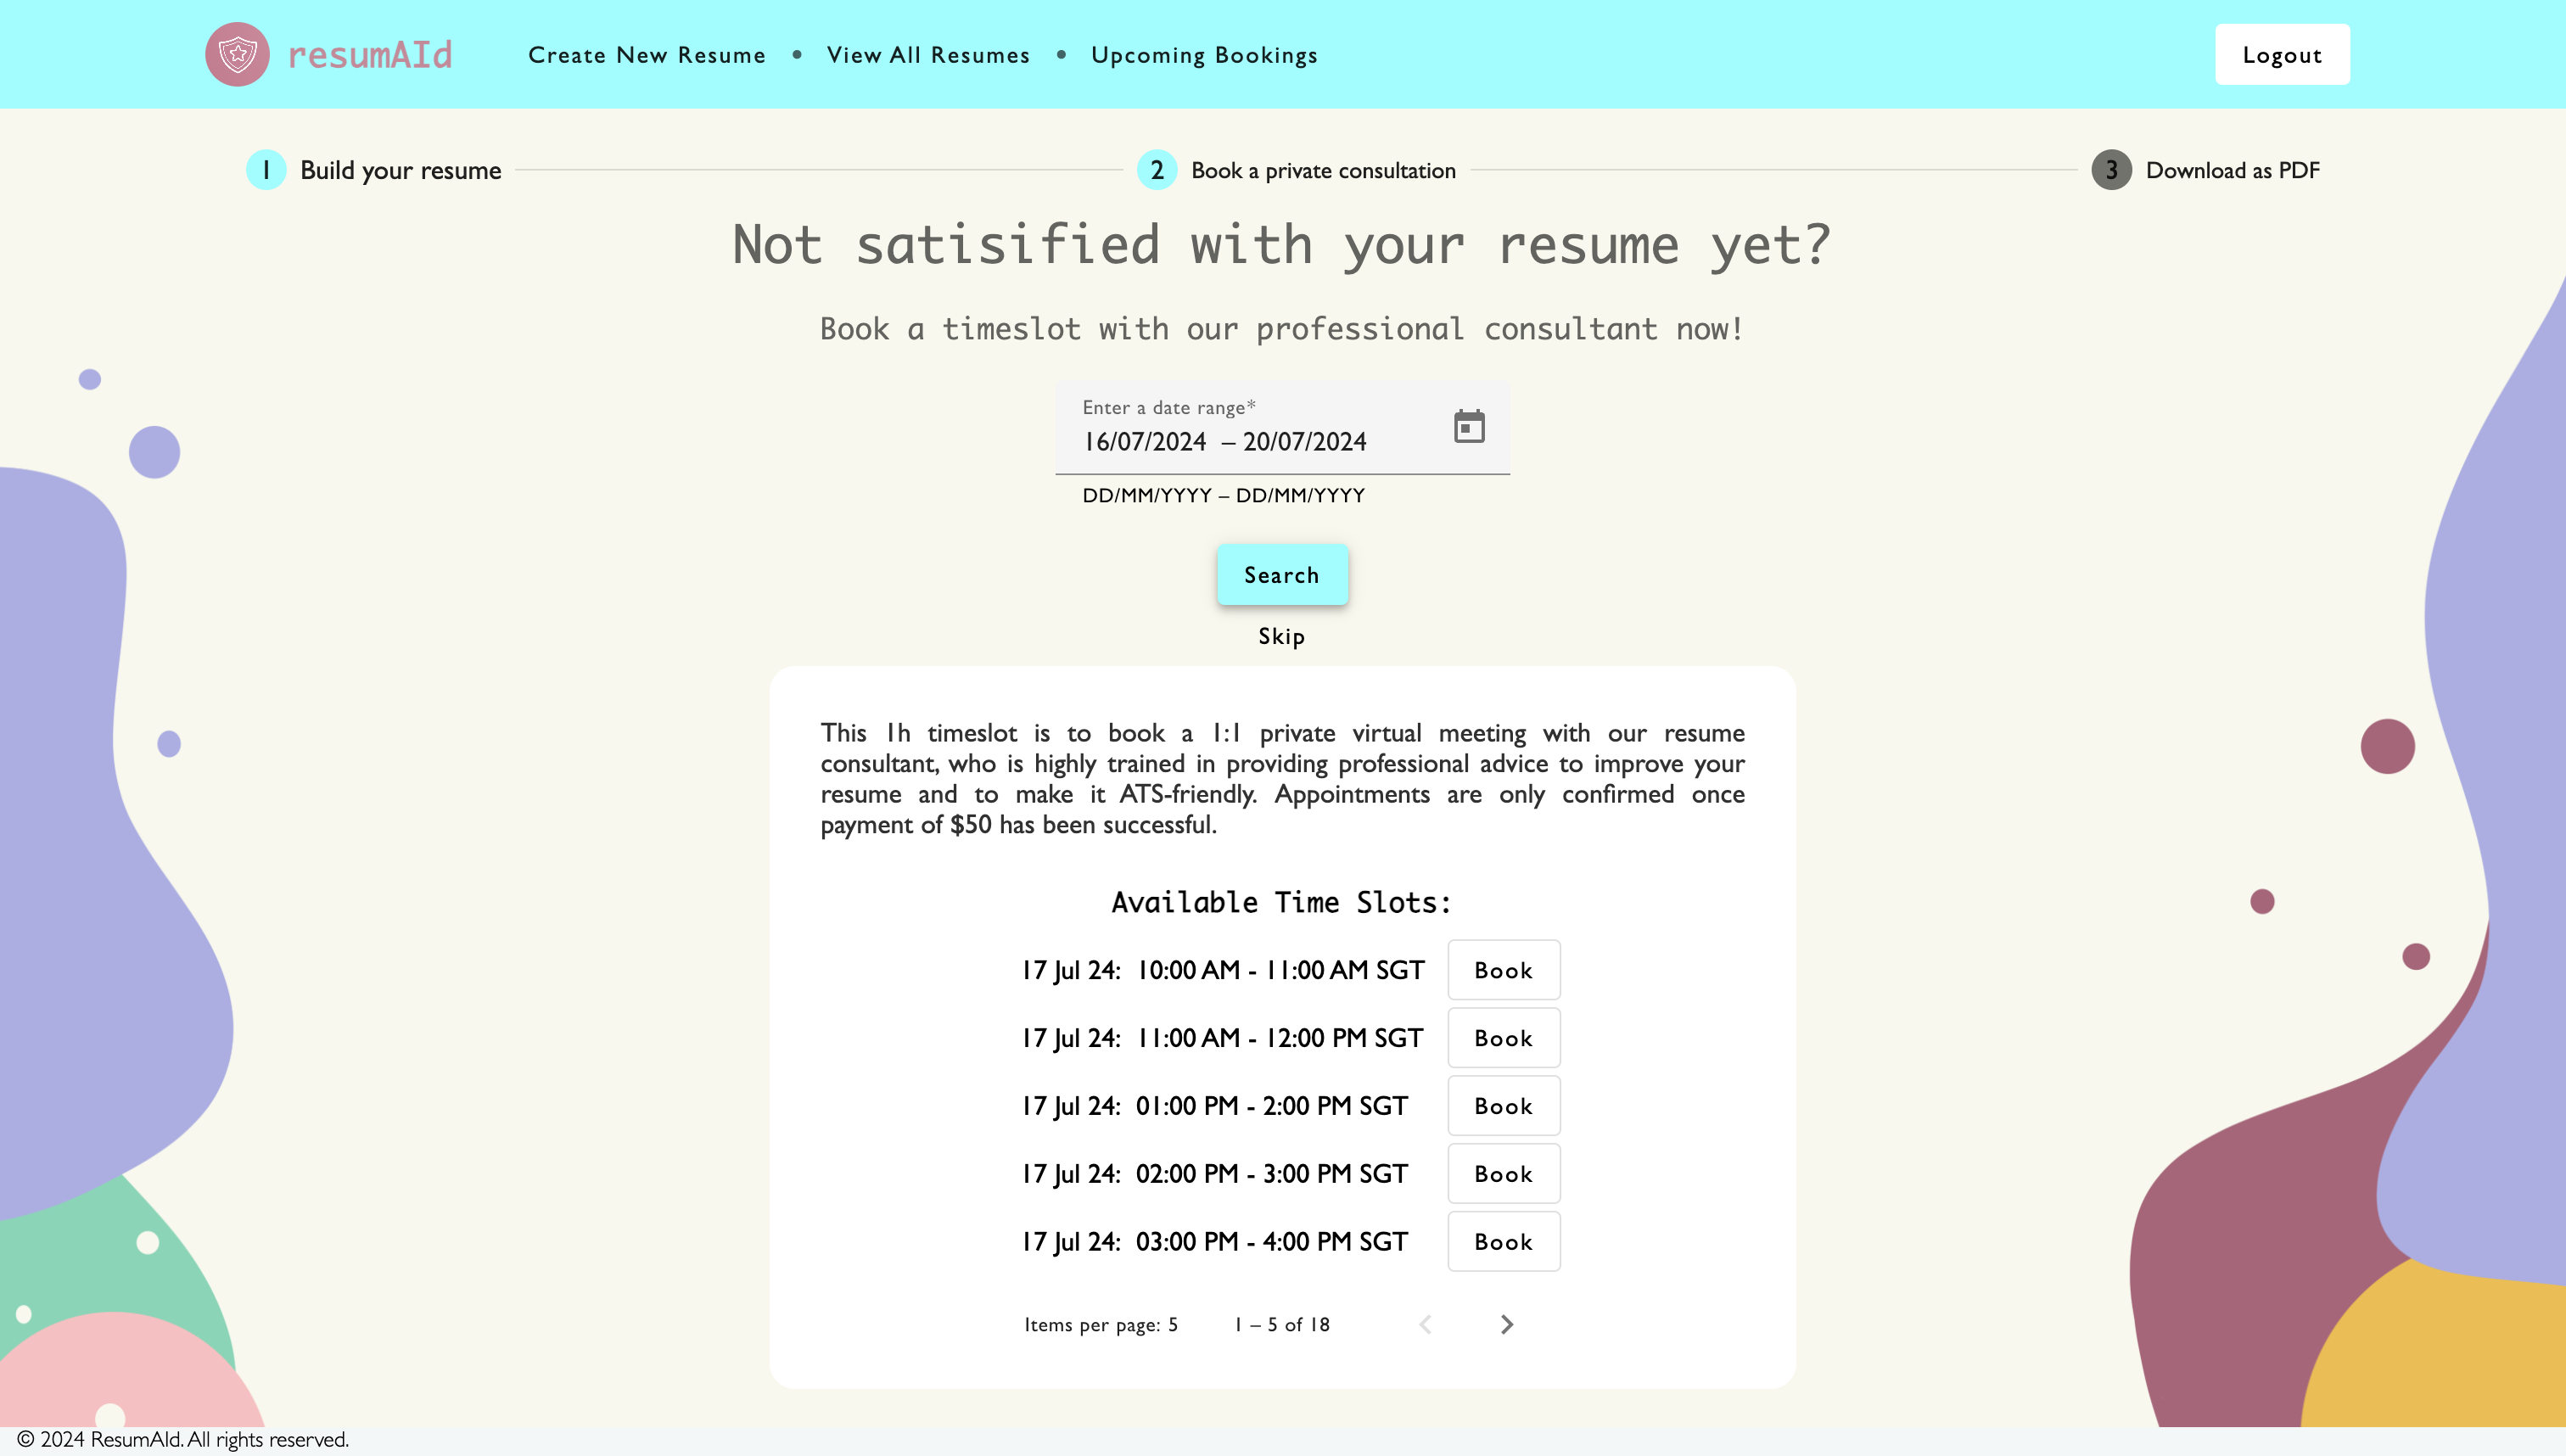 resumAId
Create New Resume • View All Resumes • Upcoming Bookings
Logout
1 Build your resume
2 Book a private consultation
3 Download as PDF
Not satisified with your resume yet?
Book a timeslot with our professional consultant now!
Enter a date range*
16/07/2024 – 20/07/2024
DD/MM/YYYY – DD/MM/YYYY
Search
Skip
This 1h timeslot is to book a 1:1 private virtual meeting with our resume
consultant, who is highly trained in providing professional advice to improve your
resume and to make it ATS-friendly. Appointments are only confirmed once
payment of $50 has been successful.
Available Time Slots:
17 Jul 24: 10:00 AM - 11:00 AM SGT Book
17 Jul 24: 11:00 AM - 12:00 PM SGT Book
17 Jul 24: 01:00 PM - 2:00 PM SGT Book
17 Jul 24: 02:00 PM - 3:00 PM SGT Book
17 Jul 24: 03:00 PM - 4:00 PM SGT Book
Items per page: 5 1 – 5 of 18
© 2024 ResumAId. All rights reserved.